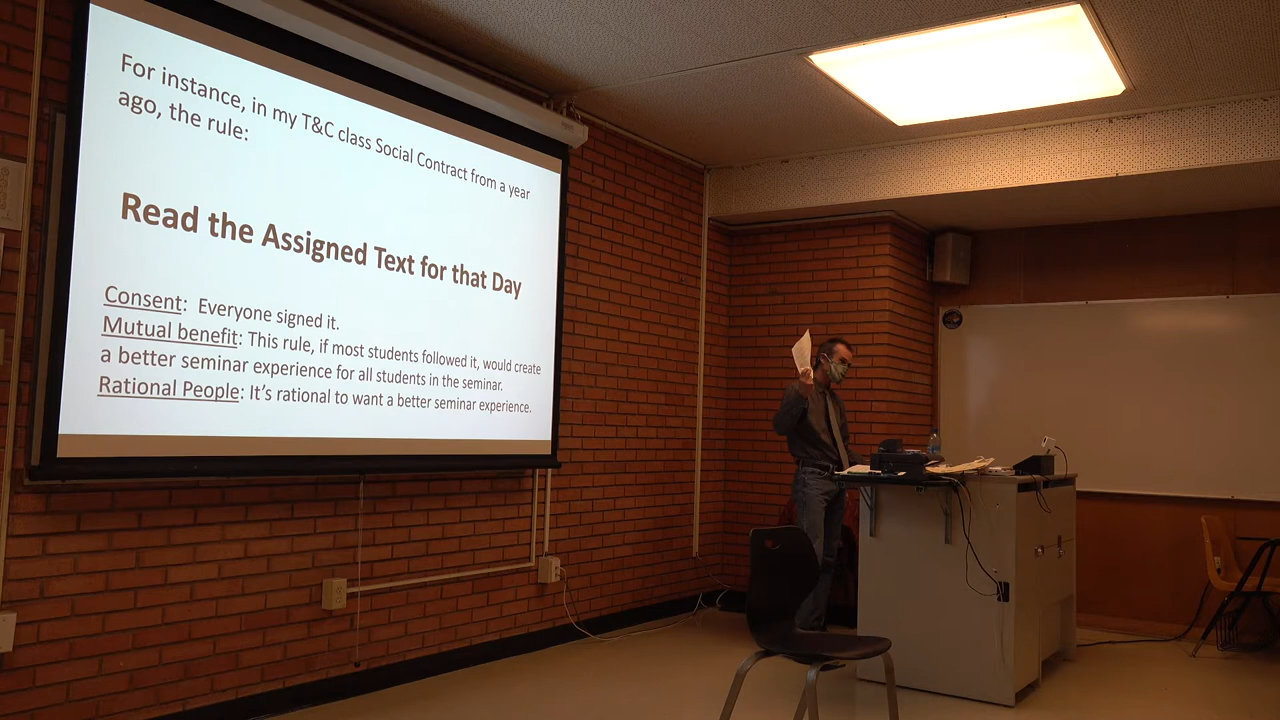 For instance, in my T&C class Social Contract from a year
ago, the rule:
Read the Assigned Text for that Day
Consent: Everyone signed it.
Mutual benefit: This rule, if most students followed it, would create
a better seminar experience for all students in the seminar.
Rational People: It's rational to want a better seminar experience.